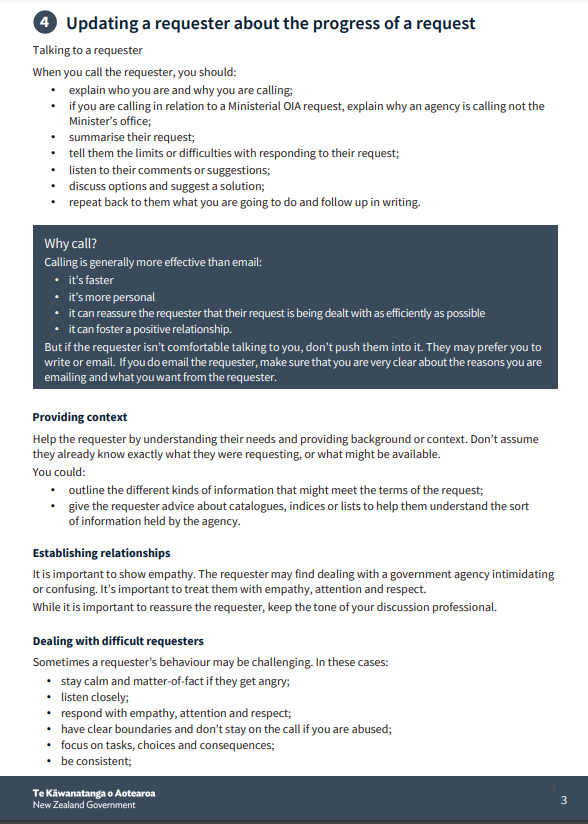 4 Updating a requester about the progress of a request
Talking to a requester
When you call the requester, you should:
• explain who you are and why you are calling;
• if you are calling in relation to a Ministerial OIA request, explain why an agency is calling not the
Minister's office;
• summarise their request;
• tell them the limits or difficulties with responding to their request;
• listen to their comments or suggestions;
• discuss options and suggest a solution;
• repeat back to them what you are going to do and follow up in writing.
Why call?
Calling is generally more effective than email:
• it's faster
• it's more personal
• it can reassure the requester that their request is being dealt with as efficiently as possible
• it can foster a positive relationship.
But if the requester isn't comfortable talking to you, don't push them into it. They may prefer you to
write or email. If you do email the requester, make sure that you are very clear about the reasons you are
emailing and what you want from the requester.
Providing context
Help the requester by understanding their needs and providing background or context. Don't assume
they already know exactly what they were requesting, or what might be available.
You could:
• outline the different kinds of information that might meet the terms of the request;
• give the requester advice about catalogues, indices or lists to help them understand the sort
of information held by the agency.
Establishing relationships
It is important to show empathy. The requester may find dealing with a government agency intimidating
or confusing. It's important to treat them with empathy, attention and respect.
While it is important to reassure the requester, keep the tone of your discussion professional.
Dealing with difficult requesters
Sometimes a requester's behaviour may be challenging. In these cases:
• stay calm and matter-of-fact if they get angry;
• listen closely;
• respond with empathy, attention and respect;
• have clear boundaries and don't stay on the call if you are abused;
• focus on tasks, choices and consequences;
• be consistent;
Te Kāwanatanga o Aotearoa
New Zealand Government
3